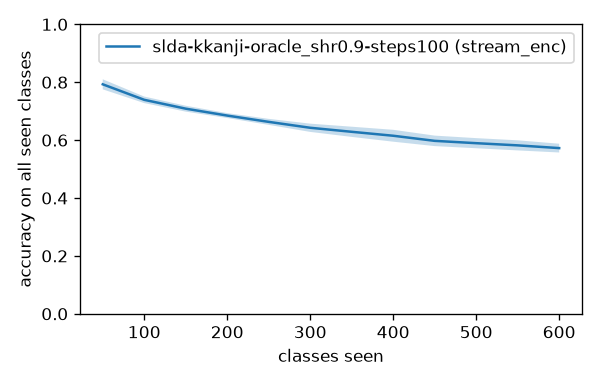 slda-kkanji-oracle_shr0.9-steps100 (stream_enc)
accuracy on all seen classes
1.0
0.8
0.6
0.4
0.2
0.0
100 200 300 400 500 600
classes seen